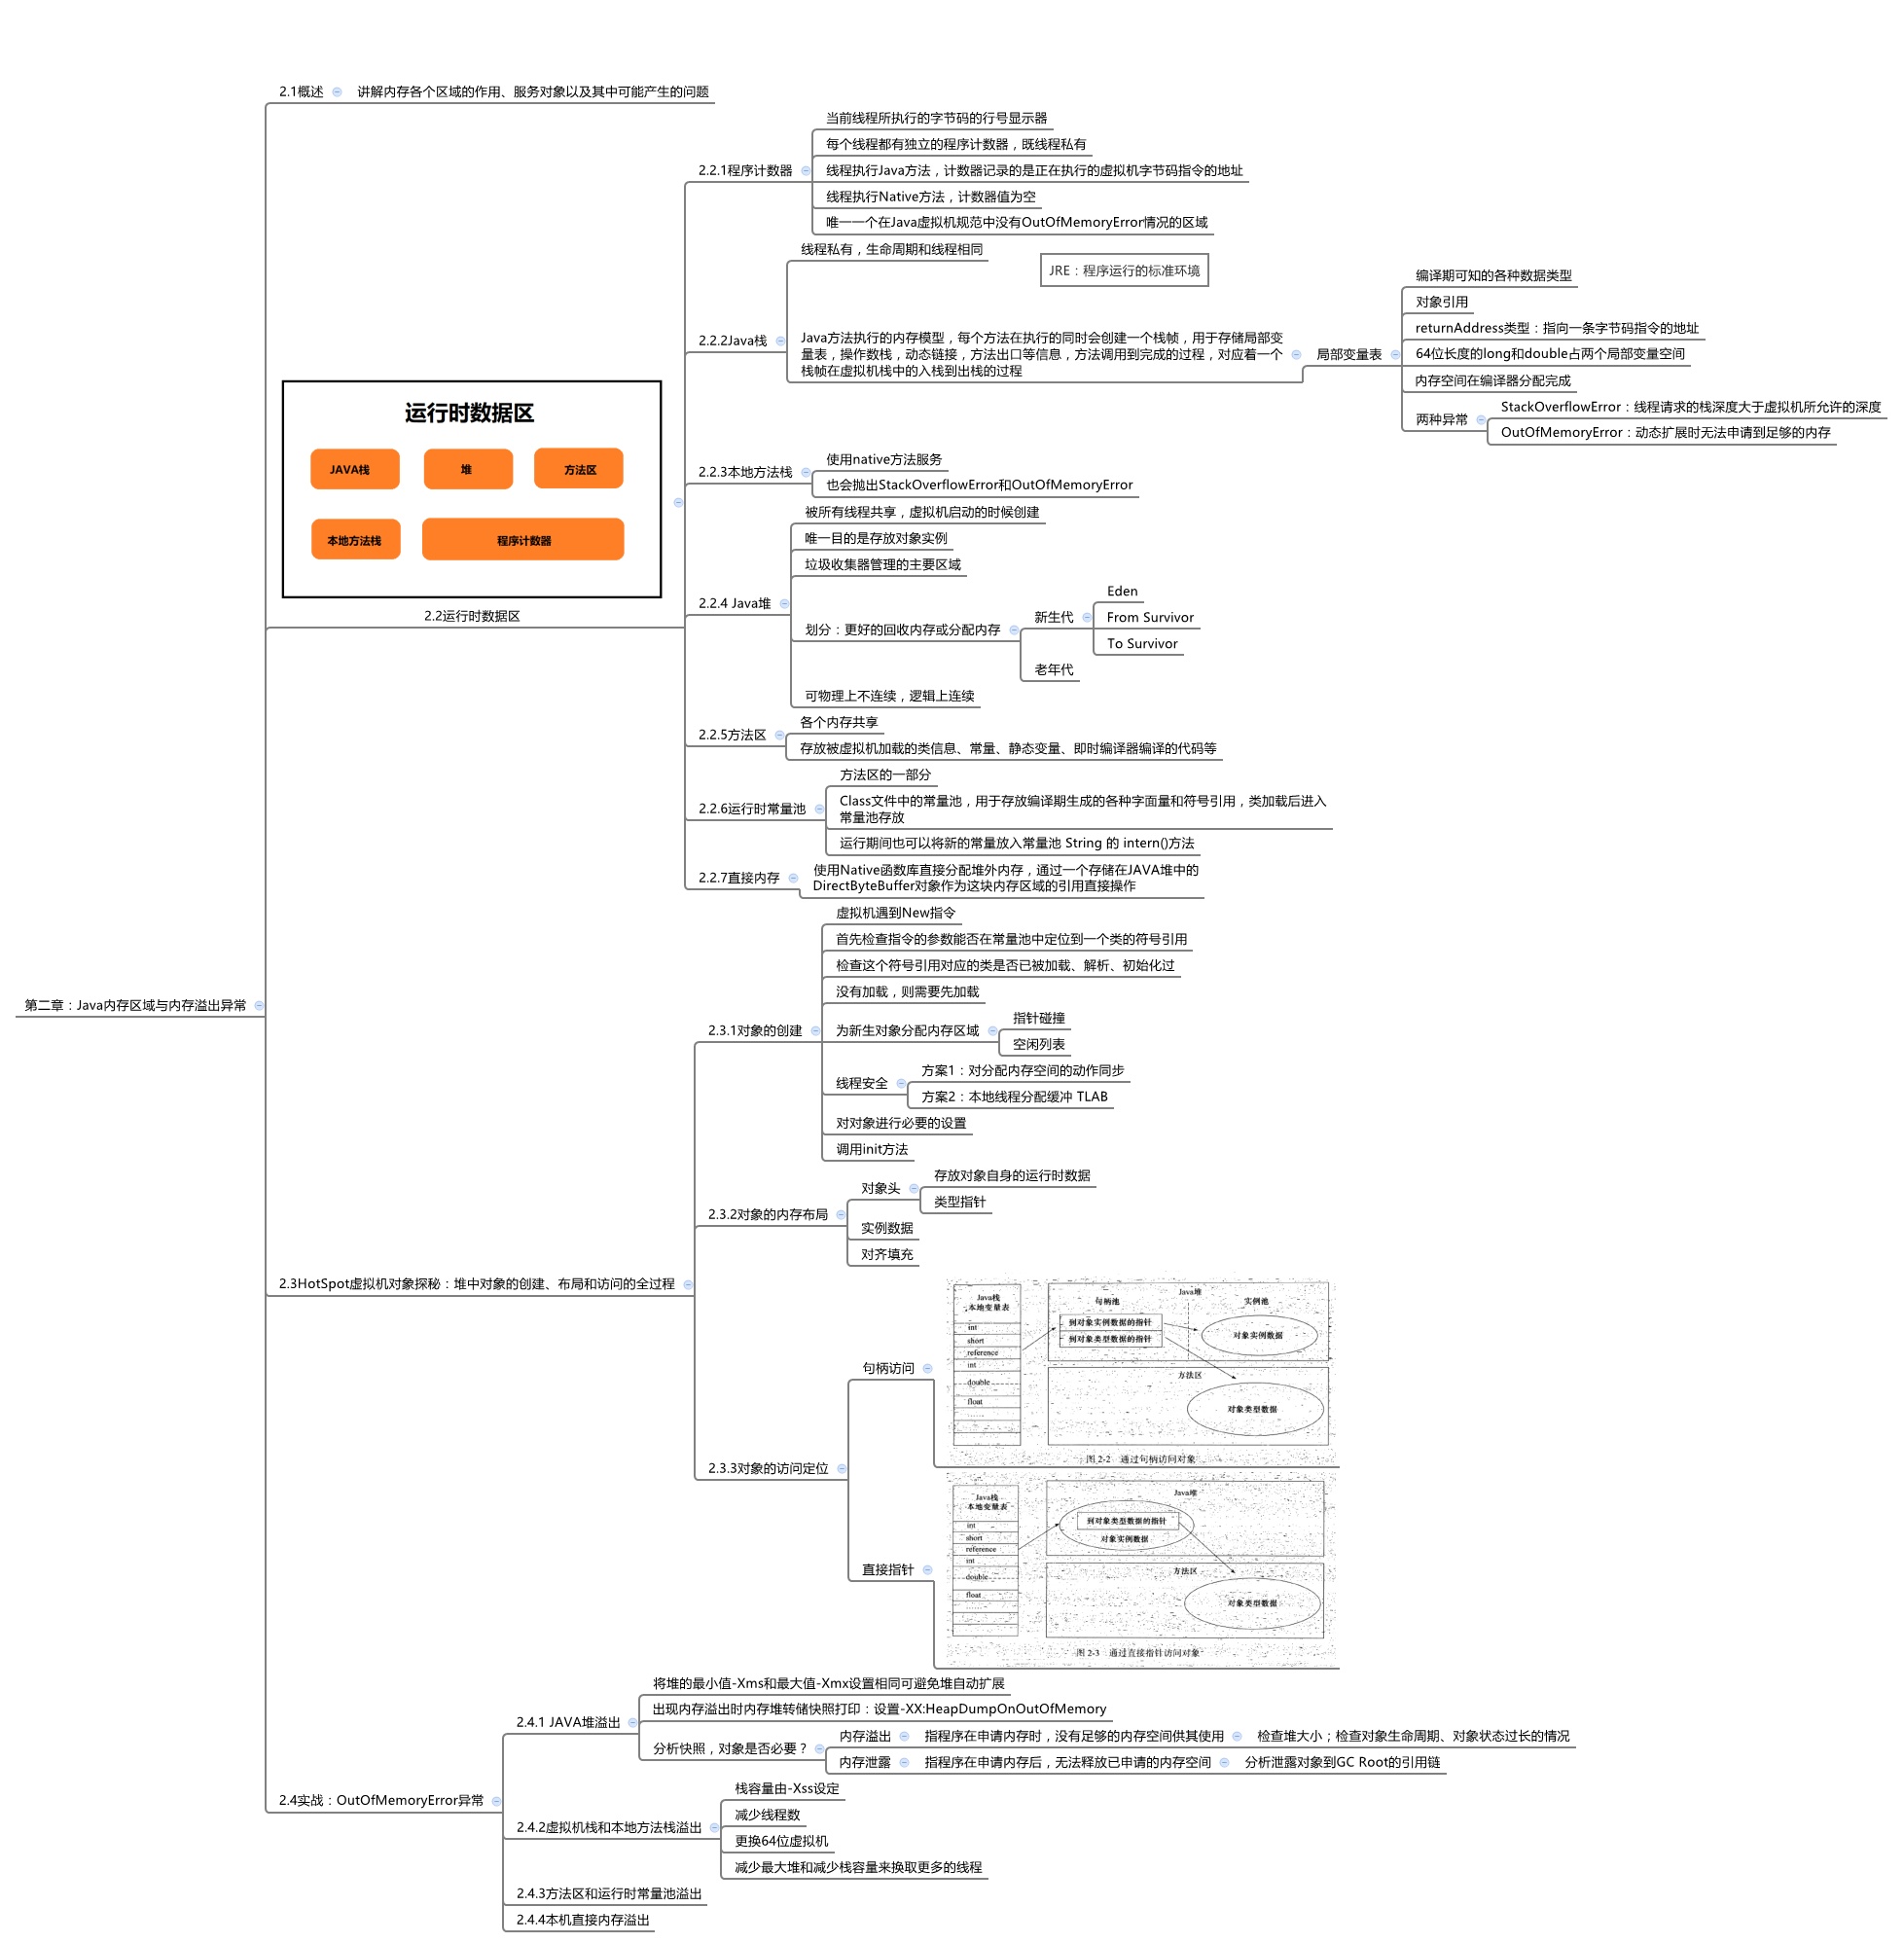 第二章：Java内存区域与内存溢出异常
2.1概述
讲解内存各个区域的作用、服务对象以及其中可能产生的问题
运行时数据区
JAVA栈
堆
方法区
本地方法栈
程序计数器
2.2运行时数据区
2.2.1程序计数器
当前线程所执行的字节码的行号显示器
每个线程都有独立的程序计数器，既线程私有
线程执行Java方法，计数器记录的是正在执行的虚拟机字节码指令的地址
线程执行Native方法，计数器值为空
唯一一个在Java虚拟机规范中没有OutOfMemoryError情况的区域
2.2.2Java栈
线程私有，生命周期和线程相同
JRE：程序运行的标准环境
Java方法执行的内存模型，每个方法在执行的同时会创建一个栈帧，用于存储局部变
量表，操作数栈，动态链接，方法出口等信息，方法调用到完成的过程，对应着一个
栈帧在虚拟机栈中的入栈到出栈的过程
局部变量表
编译期可知的各种数据类型
对象引用
returnAddress类型：指向一条字节码指令的地址
64位长度的long和double占两个局部变量空间
内存空间在编译器分配完成
两种异常
StackOverflowError：线程请求的栈深度大于虚拟机所允许的深度
OutOfMemoryError：动态扩展时无法申请到足够的内存
2.2.3本地方法栈
使用native方法服务
也会抛出StackOverflowError和OutOfMemoryError
2.2.4 Java堆
被所有线程共享，虚拟机启动的时候创建
唯一目的是存放对象实例
垃圾收集器管理的主要区域
划分：更好的回收内存或分配内存
新生代
Eden
From Survivor
To Survivor
老年代
可物理上不连续，逻辑上连续
2.2.5方法区
各个内存共享
存放被虚拟机加载的类信息、常量、静态变量、即时编译器编译的代码等
2.2.6运行时常量池
方法区的一部分
Class文件中的常量池，用于存放编译期生成的各种字面量和符号引用，类加载后进入
常量池存放
运行期间也可以将新的常量放入常量池 String 的 intern()方法
2.2.7直接内存
使用Native函数库直接分配堆外内存，通过一个存储在JAVA堆中的
DirectByteBuffer对象作为这块内存区域的引用直接操作
2.3HotSpot虚拟机对象探秘：堆中对象的创建、布局和访问的全过程
2.3.1对象的创建
虚拟机遇到New指令
首先检查指令的参数能否在常量池中定位到一个类的符号引用
检查这个符号引用对应的类是否已被加载、解析、初始化过
没有加载，则需要先加载
为新生对象分配内存区域
指针碰撞
空闲列表
线程安全
方案1：对分配内存空间的动作同步
方案2：本地线程分配缓冲 TLAB
对对象进行必要的设置
调用init方法
2.3.2对象的内存布局
对象头
存放对象自身的运行时数据
类型指针
实例数据
对齐填充
2.3.3对象的访问定位
句柄访问
Java栈
本地变量表
int
short
reference
int
double
float
……
Java堆
句柄池
实例池
到对象实例数据的指针
到对象类型数据的指针
对象实例数据
方法区
对象类型数据
图 2-2 通过句柄访问对象
直接指针
Java栈
本地变量表
int
short
reference
int
double
float
……
Java堆
到对象类型数据的指针
对象实例数据
方法区
对象类型数据
图 2-3 通过直接指针访问对象
2.4实战：OutOfMemoryError异常
2.4.1 JAVA堆溢出
将堆的最小值-Xms和最大值-Xmx设置相同可避免堆自动扩展
出现内存溢出时内存堆转储快照打印：设置-XX:HeapDumpOnOutOfMemory
分析快照，对象是否必要？
内存溢出
指程序在申请内存时，没有足够的内存空间供其使用
检查堆大小；检查对象生命周期、对象状态过长的情况
内存泄露
指程序在申请内存后，无法释放已申请的内存空间
分析泄露对象到GC Root的引用链
2.4.2虚拟机栈和本地方法栈溢出
栈容量由-Xss设定
减少线程数
更换64位虚拟机
减少最大堆和减少栈容量来换取更多的线程
2.4.3方法区和运行时常量池溢出
2.4.4本机直接内存溢出